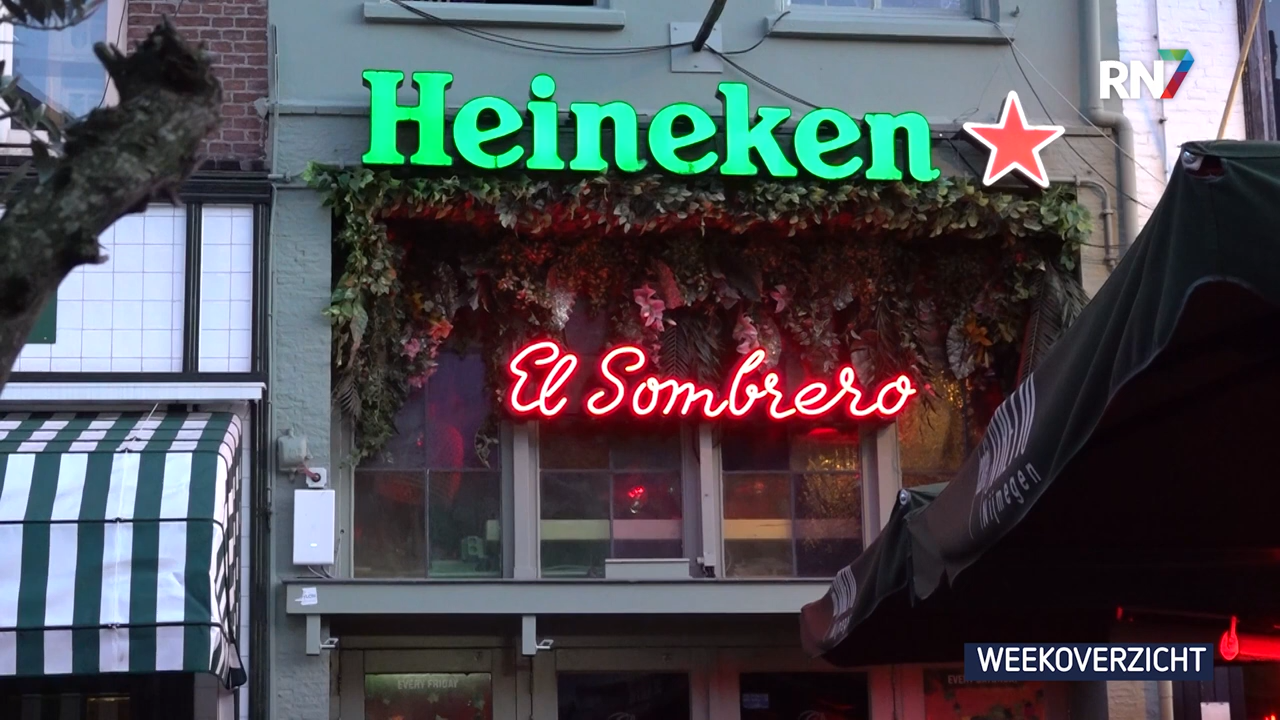 RN7
Heineken
El Sombrero
Nijmegen
WEEKOVERZICHT
EVERY FRIDAY